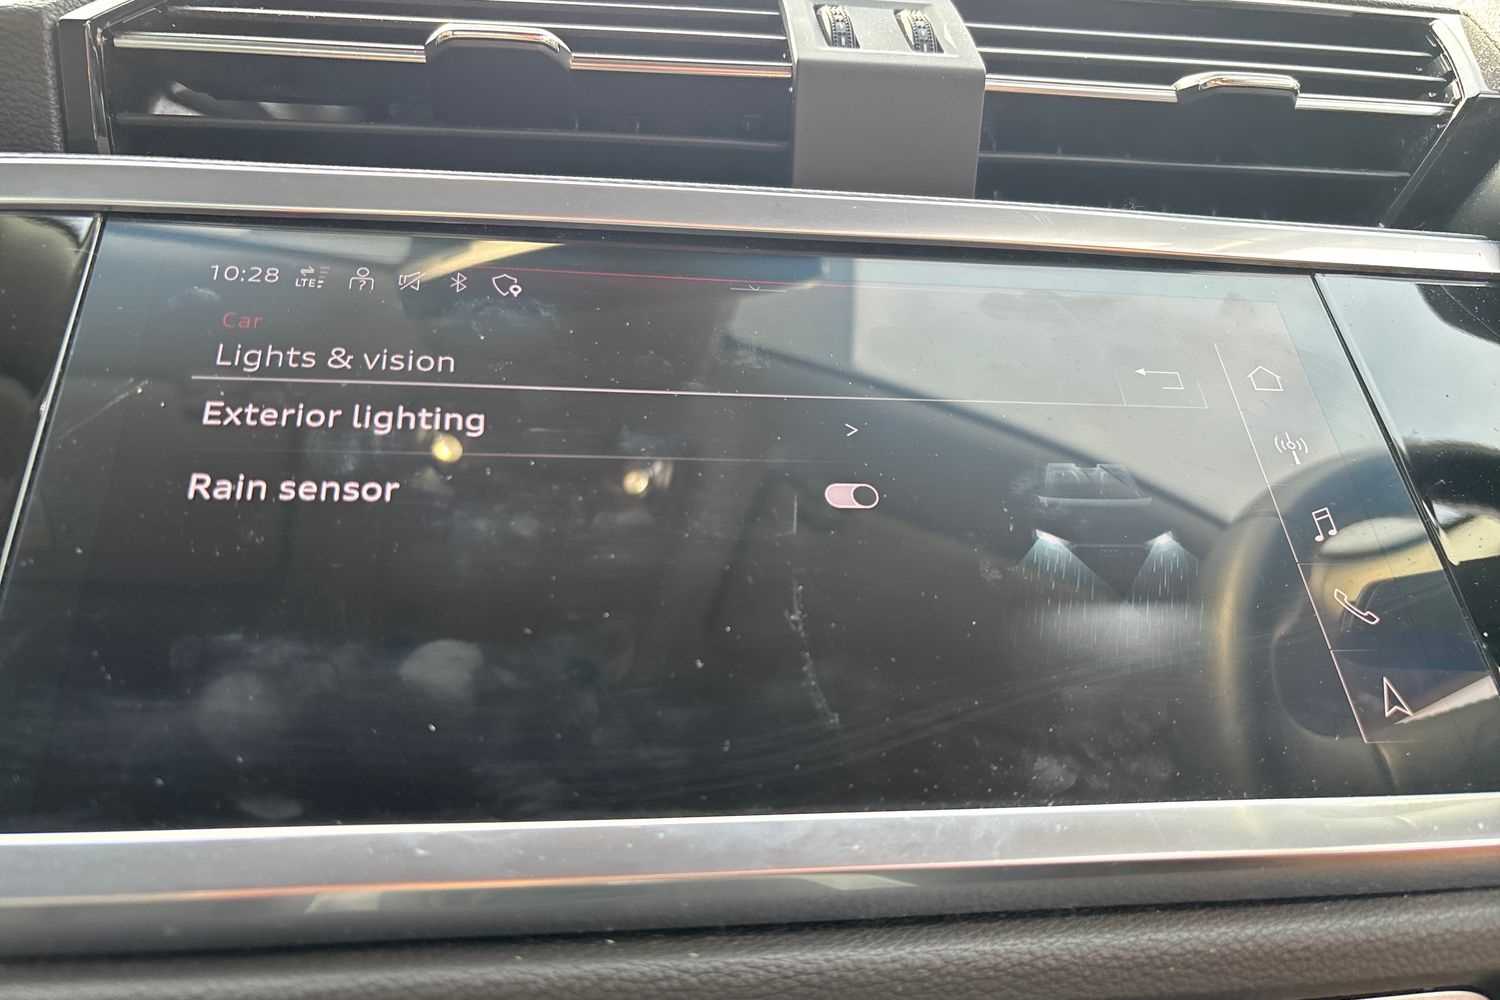 10:28 LTE
Car
Lights & vision
Exterior lighting >
Rain sensor